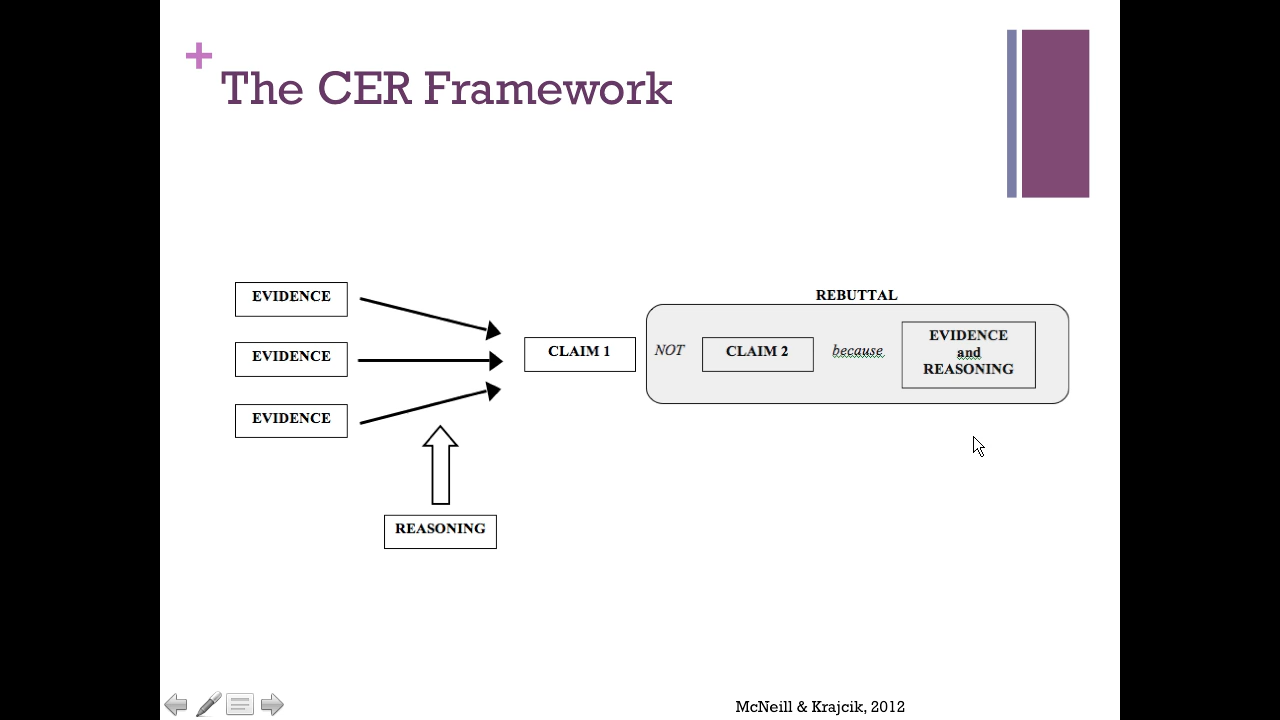 +
The CER Framework
EVIDENCE
EVIDENCE
EVIDENCE
REASONING
CLAIM 1
REBUTTAL
NOT
CLAIM 2
because
EVIDENCE
and
REASONING
McNeill & Krajcik, 2012